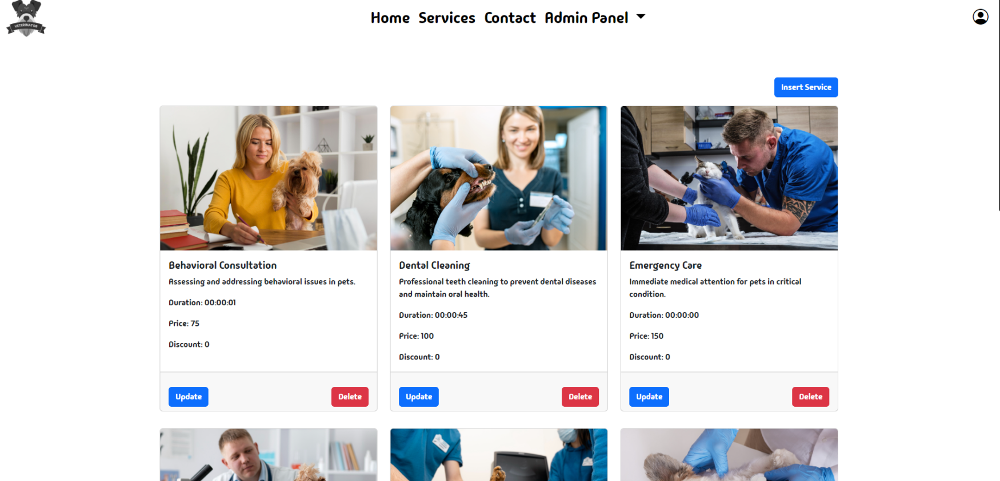 VETERINATOR
Home Services Contact Admin Panel
Insert Service
Behavioral Consultation
Assessing and addressing behavioral issues in pets.
Duration: 00:00:01
Price: 75
Discount: 0
Update
Delete
Dental Cleaning
Professional teeth cleaning to prevent dental diseases
and maintain oral health.
Duration: 00:00:45
Price: 100
Discount: 0
Update
Delete
Emergency Care
Immediate medical attention for pets in critical
condition.
Duration: 00:00:00
Price: 150
Discount: 0
Update
Delete